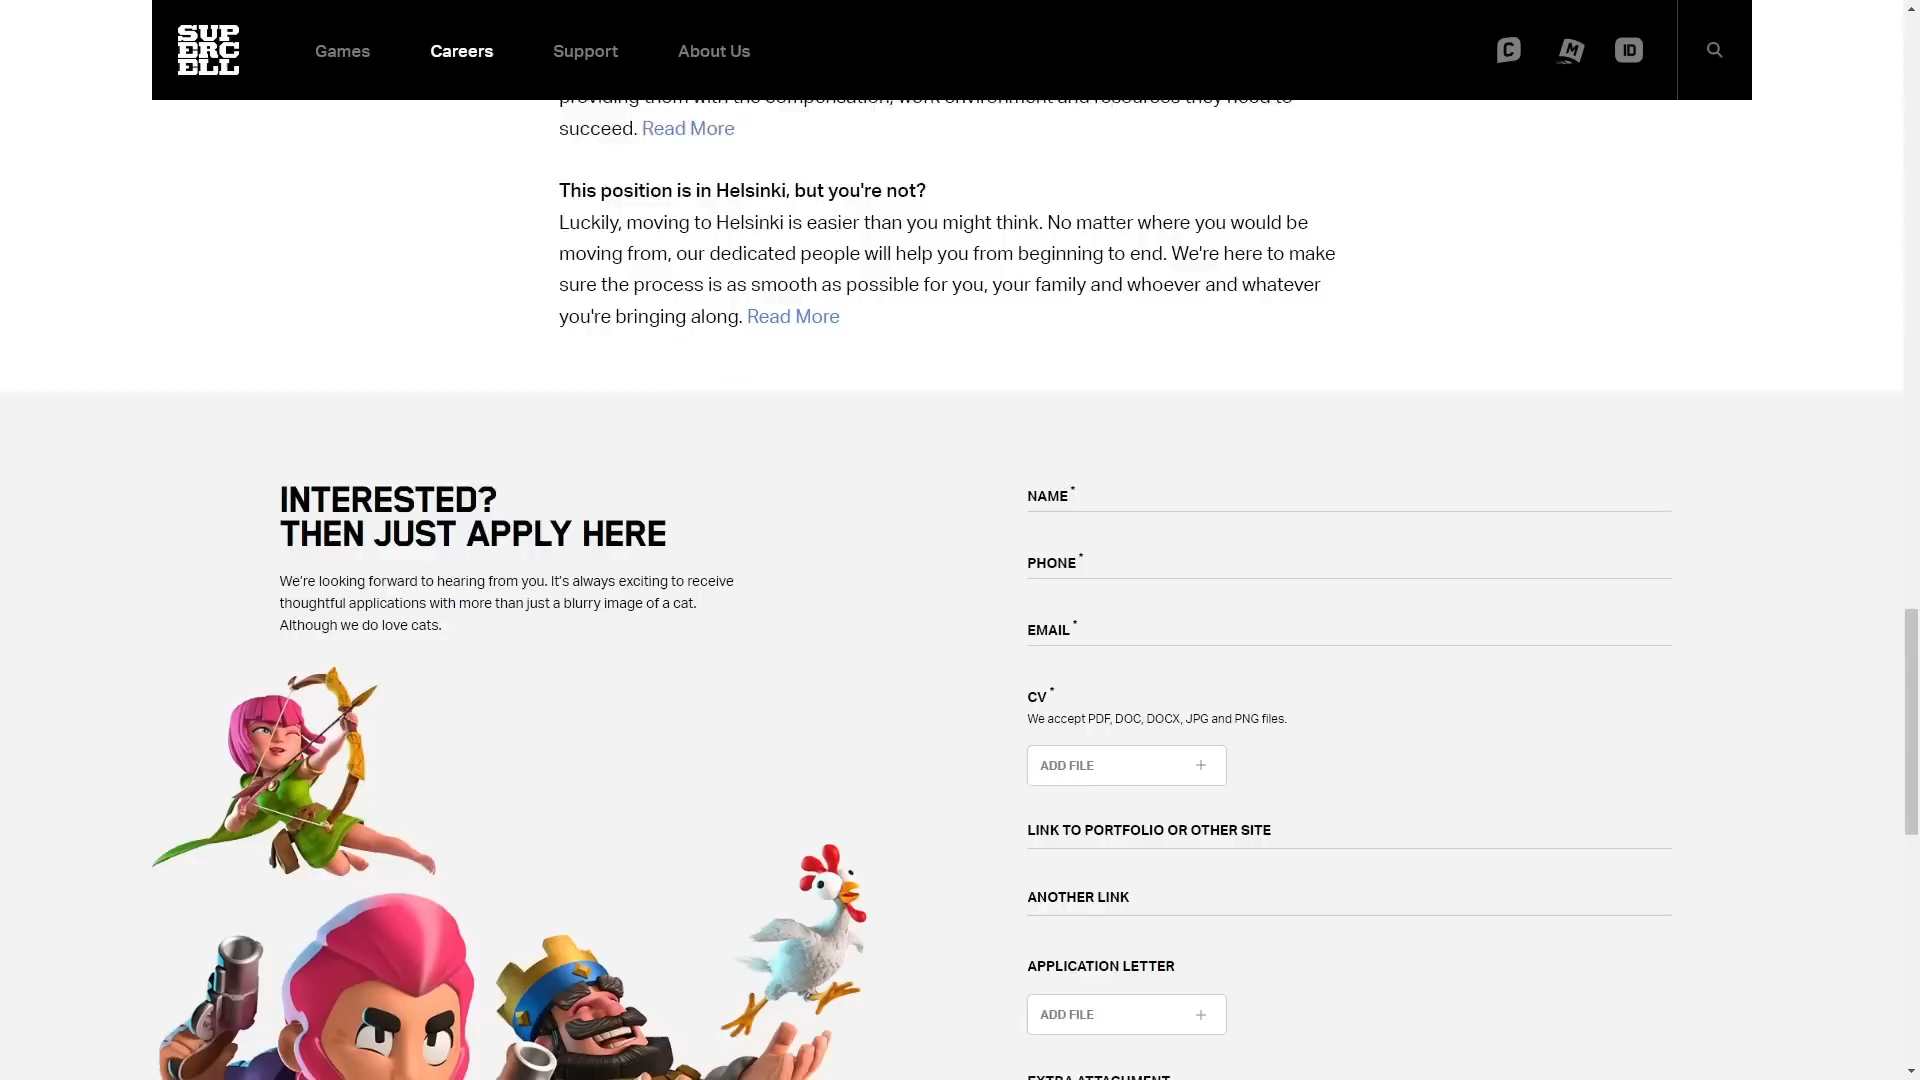 SUP
ERC
ELL
Games
Careers
Support
About Us
C
M
ID
succeed. Read More
This position is in Helsinki, but you're not?
Luckily, moving to Helsinki is easier than you might think. No matter where you would be
moving from, our dedicated people will help you from beginning to end. We're here to make
sure the process is as smooth as possible for you, your family and whoever and whatever
you're bringing along. Read More
INTERESTED?
THEN JUST APPLY HERE
We’re looking forward to hearing from you. It’s always exciting to receive
thoughtful applications with more than just a blurry image of a cat.
Although we do love cats.
NAME*
PHONE*
EMAIL*
CV*
We accept PDF, DOC, DOCX, JPG and PNG files.
ADD FILE +
LINK TO PORTFOLIO OR OTHER SITE
ANOTHER LINK
APPLICATION LETTER
ADD FILE +